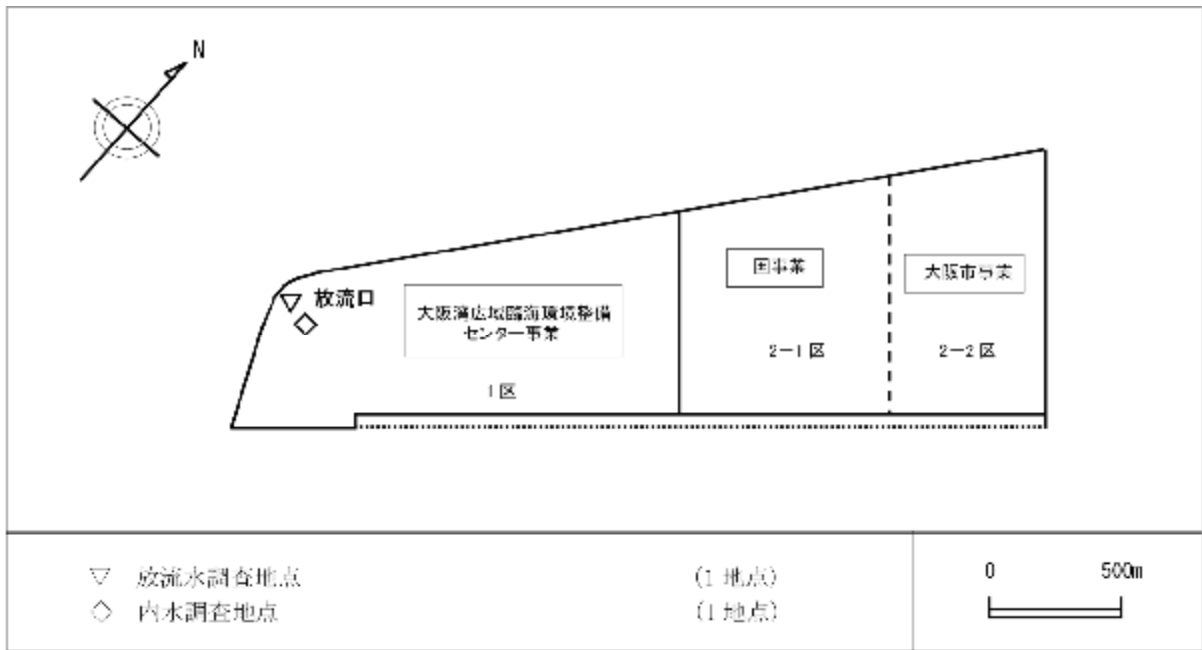 N
放流口
大阪湾広域臨海環境整備
センター事業
1区
国事業
2-1区
大阪市事業
2-2区
▽ 放流水調査地点 (1地点)
◇ 内水調査地点 (1地点)
0 500m